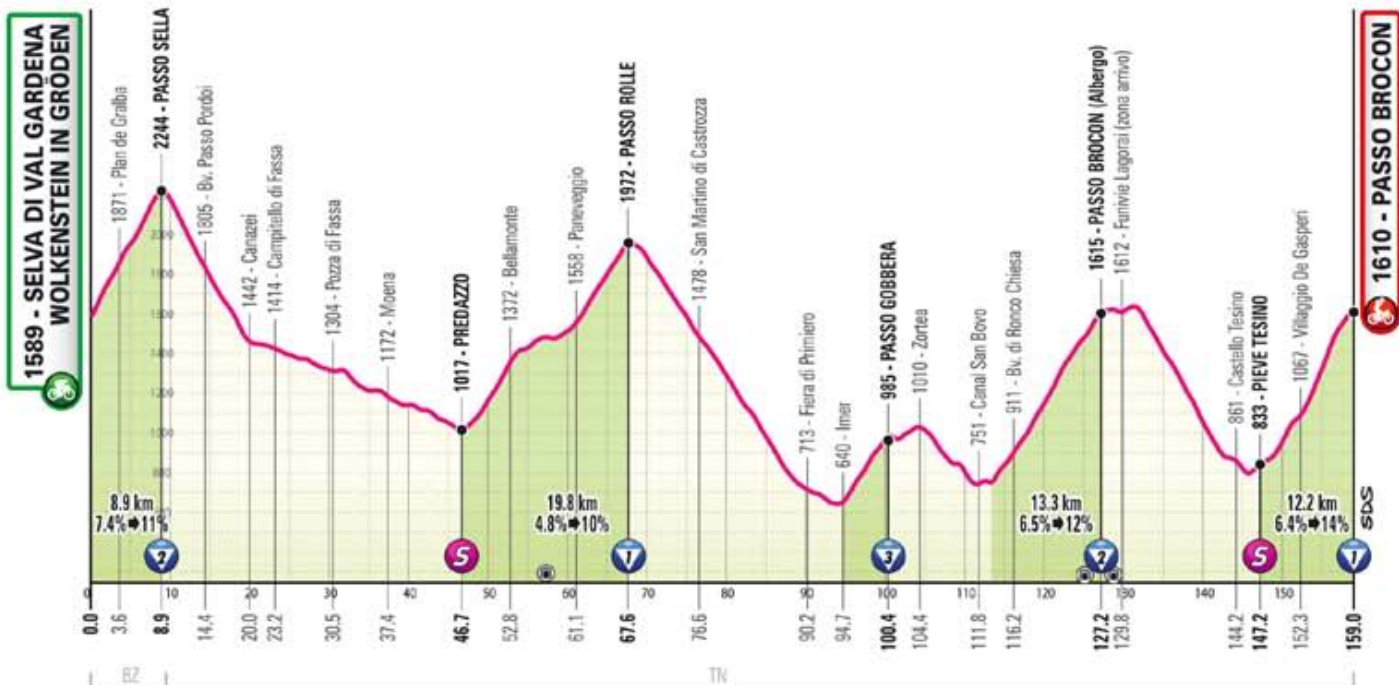 1589 - SELVA DI VAL GARDENA
WOLKENSTEIN IN GRÖDEN
1871 - Plan de Gralba
2244 - PASSO SELLA
1805 - Bv. Passo Pordoi
1442 - Canazei
1414 - Campitello di Fassa
1304 - Pozza di Fassa
1172 - Moena
1017 - PREDAZZO
1372 - Bellamonte
1558 - Paneveggio
1972 - PASSO ROLLE
1478 - San Martino di Castrozza
713 - Fiera di Primiero
640 - Imer
985 - PASSO GOBBERA
1010 - Zortea
751 - Canal San Bovo
911 - Bv. di Ronco Chiesa
1615 - PASSO BROCON (Albergo)
1612 - Funivie Lagorai (zona arrivo)
861 - Castello Tesino
833 - PIEVE TESINO
1067 - Villaggio De Gasperi
1610 - PASSO BROCON
2000
1800
1600
1400
1200
1000
800
8.9 km
7.4% 11%
19.8 km
4.8% 10%
13.3 km
6.5% 12%
12.2 km
6.4% 14%
SDS
2 S 1 3 2 S 1
0 10 20 30 40 50 60 70 80 90 100 110 120 130 140 150
0.0 3.6 8.9 14.4 20.0 23.2 30.5 37.4 46.7 52.8 61.1 67.6 76.6 90.2 94.7 100.4 104.4 111.8 116.2 127.2 129.8 144.2 147.2 152.3 159.0
BZ TN